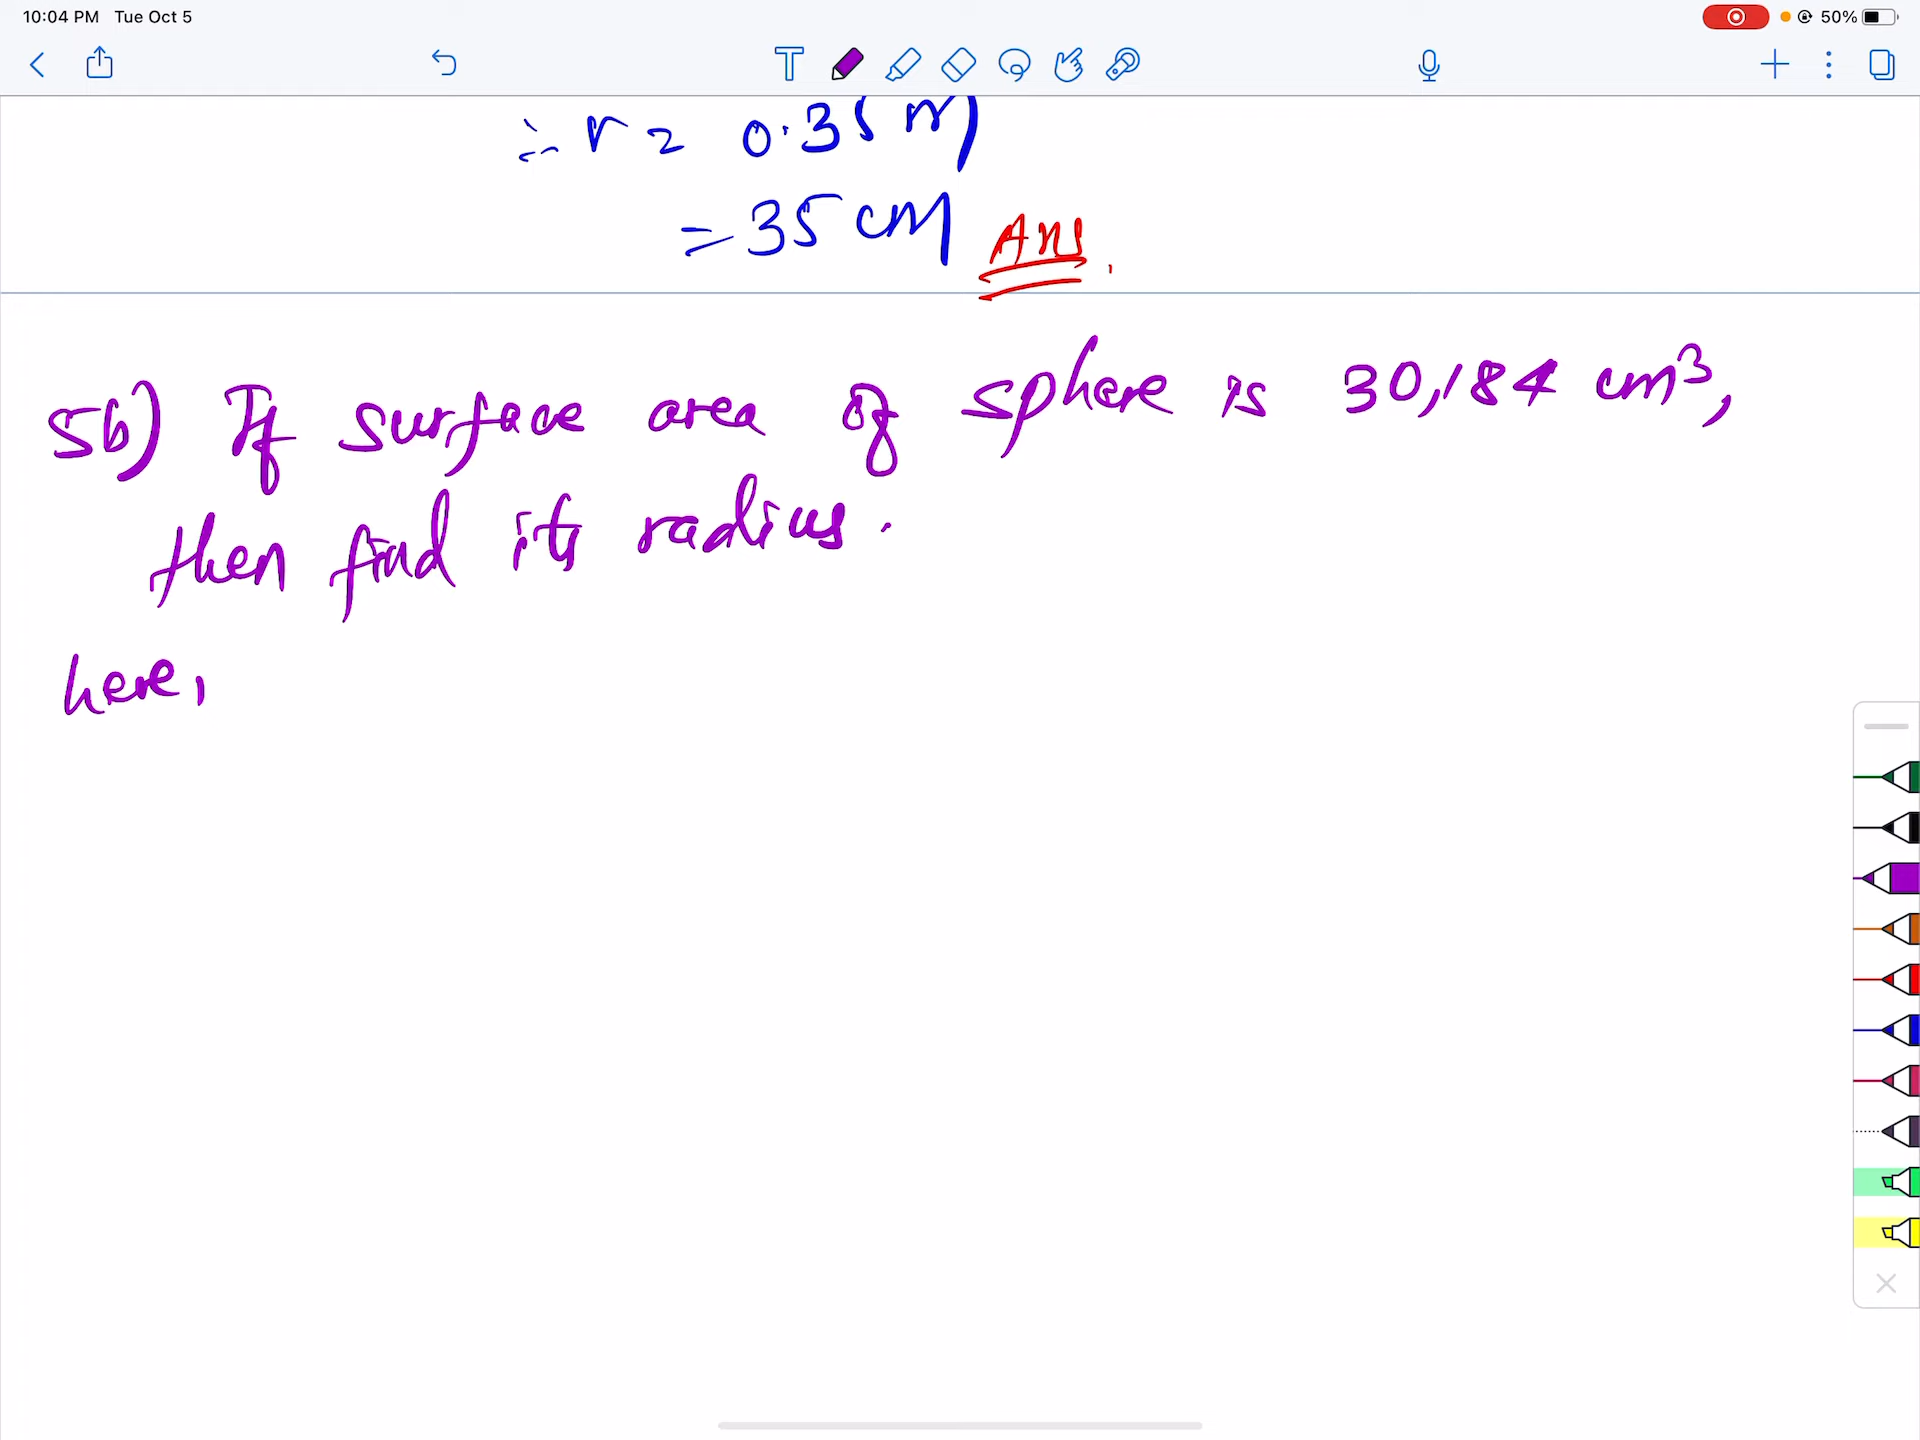 10:04 PM Tue Oct 5
50%
∴ r = 0.35 m
= 35 cm Ans.
5b) If surface area of sphere is 30,184 cm³,
then find its radius.
here,